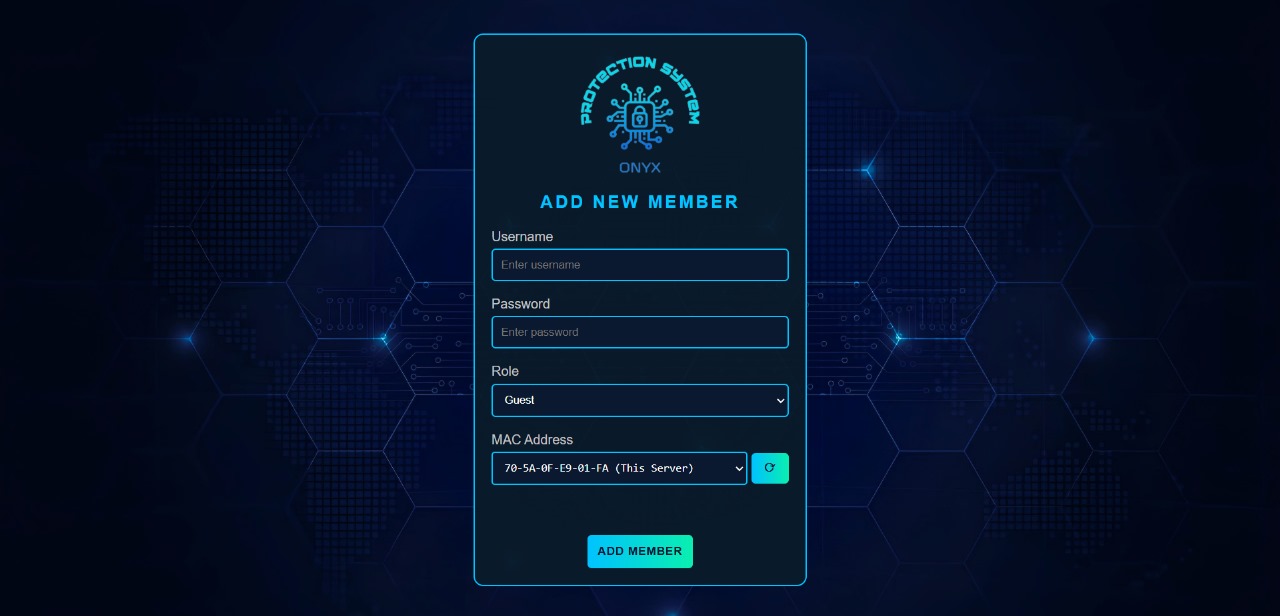 PROTECTION SYSTEM
ONYX
ADD NEW MEMBER
Username
Enter username
Password
Enter password
Role
Guest
MAC Address
70-5A-0F-E9-01-FA (This Server)
ADD MEMBER